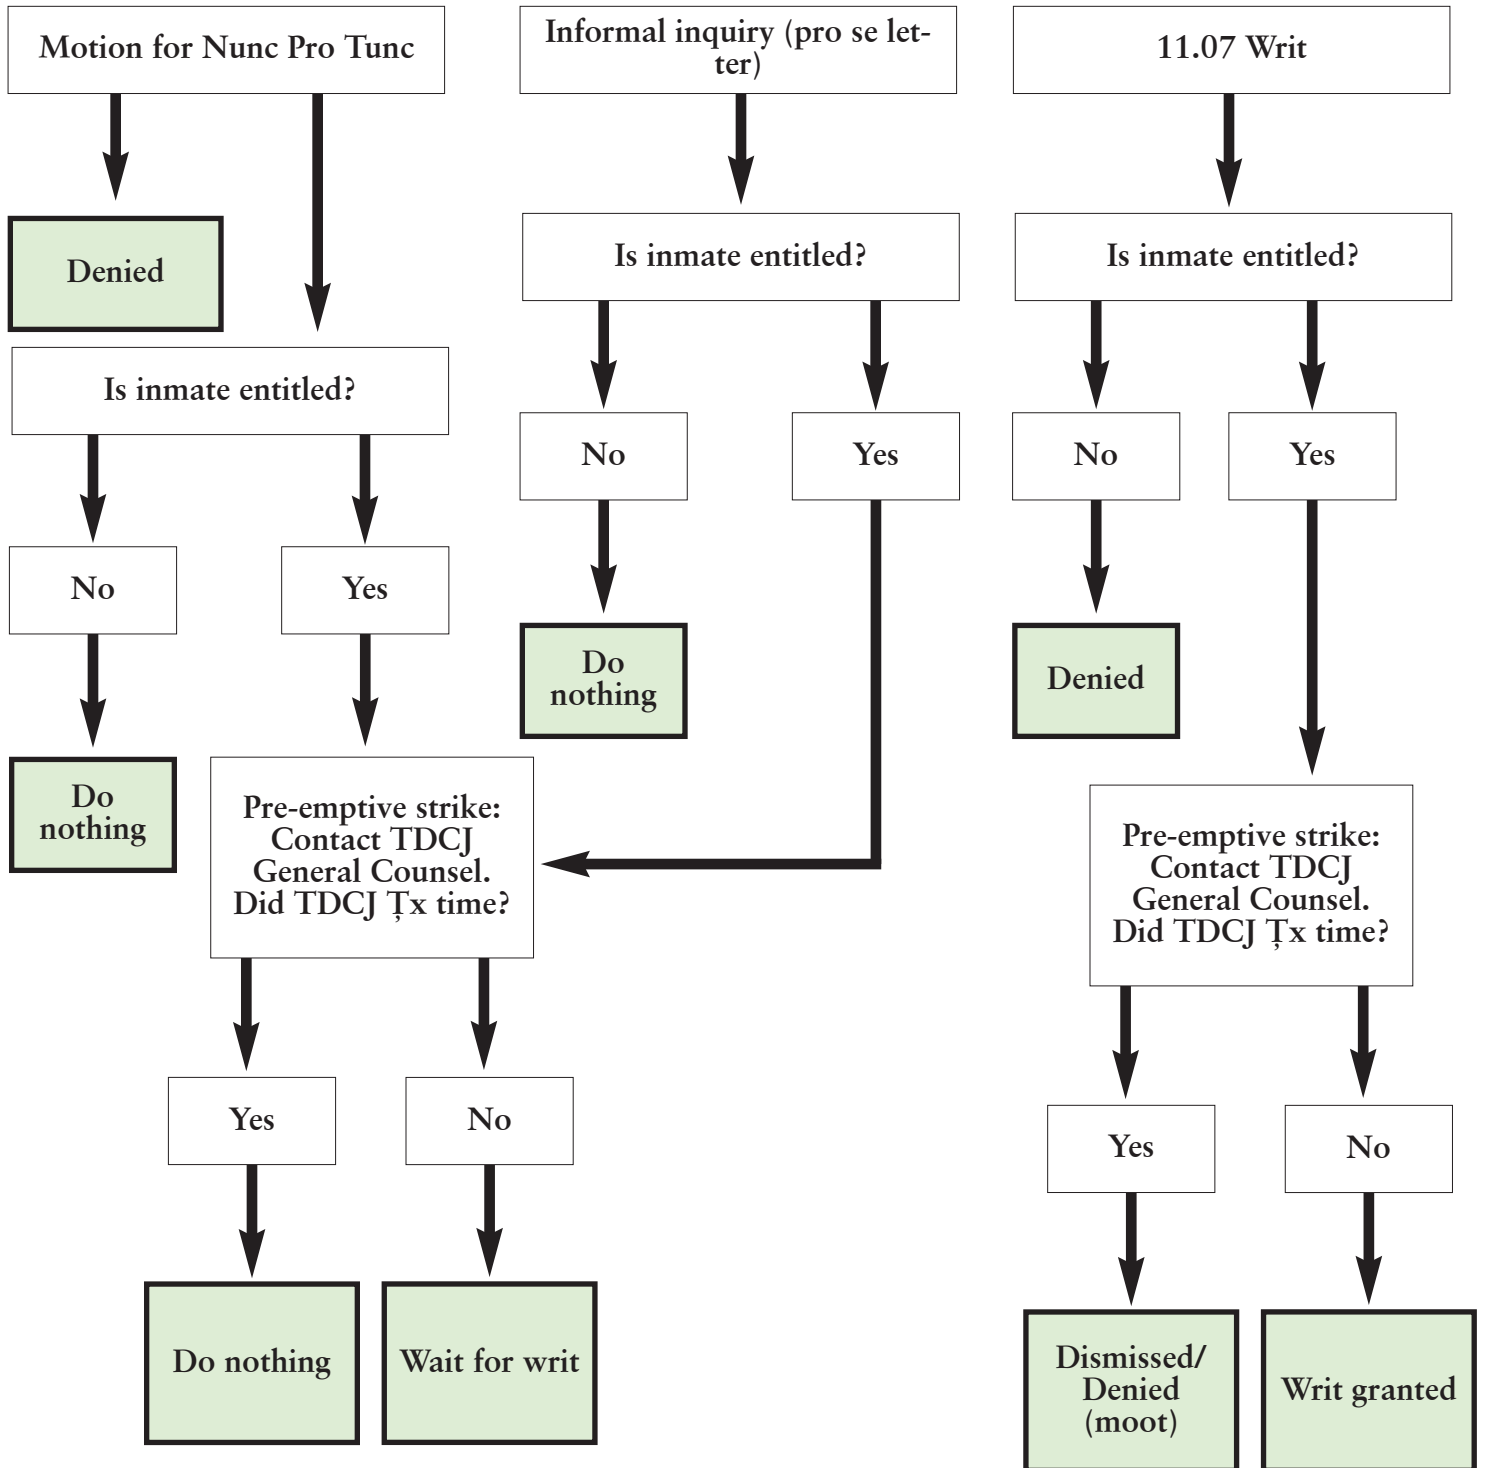 Motion for Nunc Pro Tunc
Informal inquiry (pro se let-
ter)
11.07 Writ
Denied
Is inmate entitled?
Is inmate entitled?
Is inmate entitled?
No
Yes
No
Yes
No
Yes
Do
nothing
Denied
Do
nothing
Pre-emptive strike:
Contact TDCJ
General Counsel.
Did TDCJ Țx time?
Pre-emptive strike:
Contact TDCJ
General Counsel.
Did TDCJ Țx time?
Yes
No
Yes
No
Do nothing
Wait for writ
Dismissed/
Denied
(moot)
Writ granted